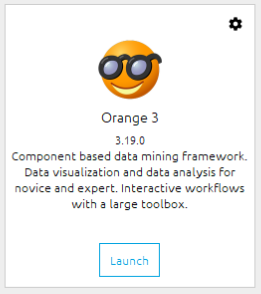 Orange 3
3.19.0
Component based data mining framework.
Data visualization and data analysis for
novice and expert. Interactive workflows
with a large toolbox.
Launch